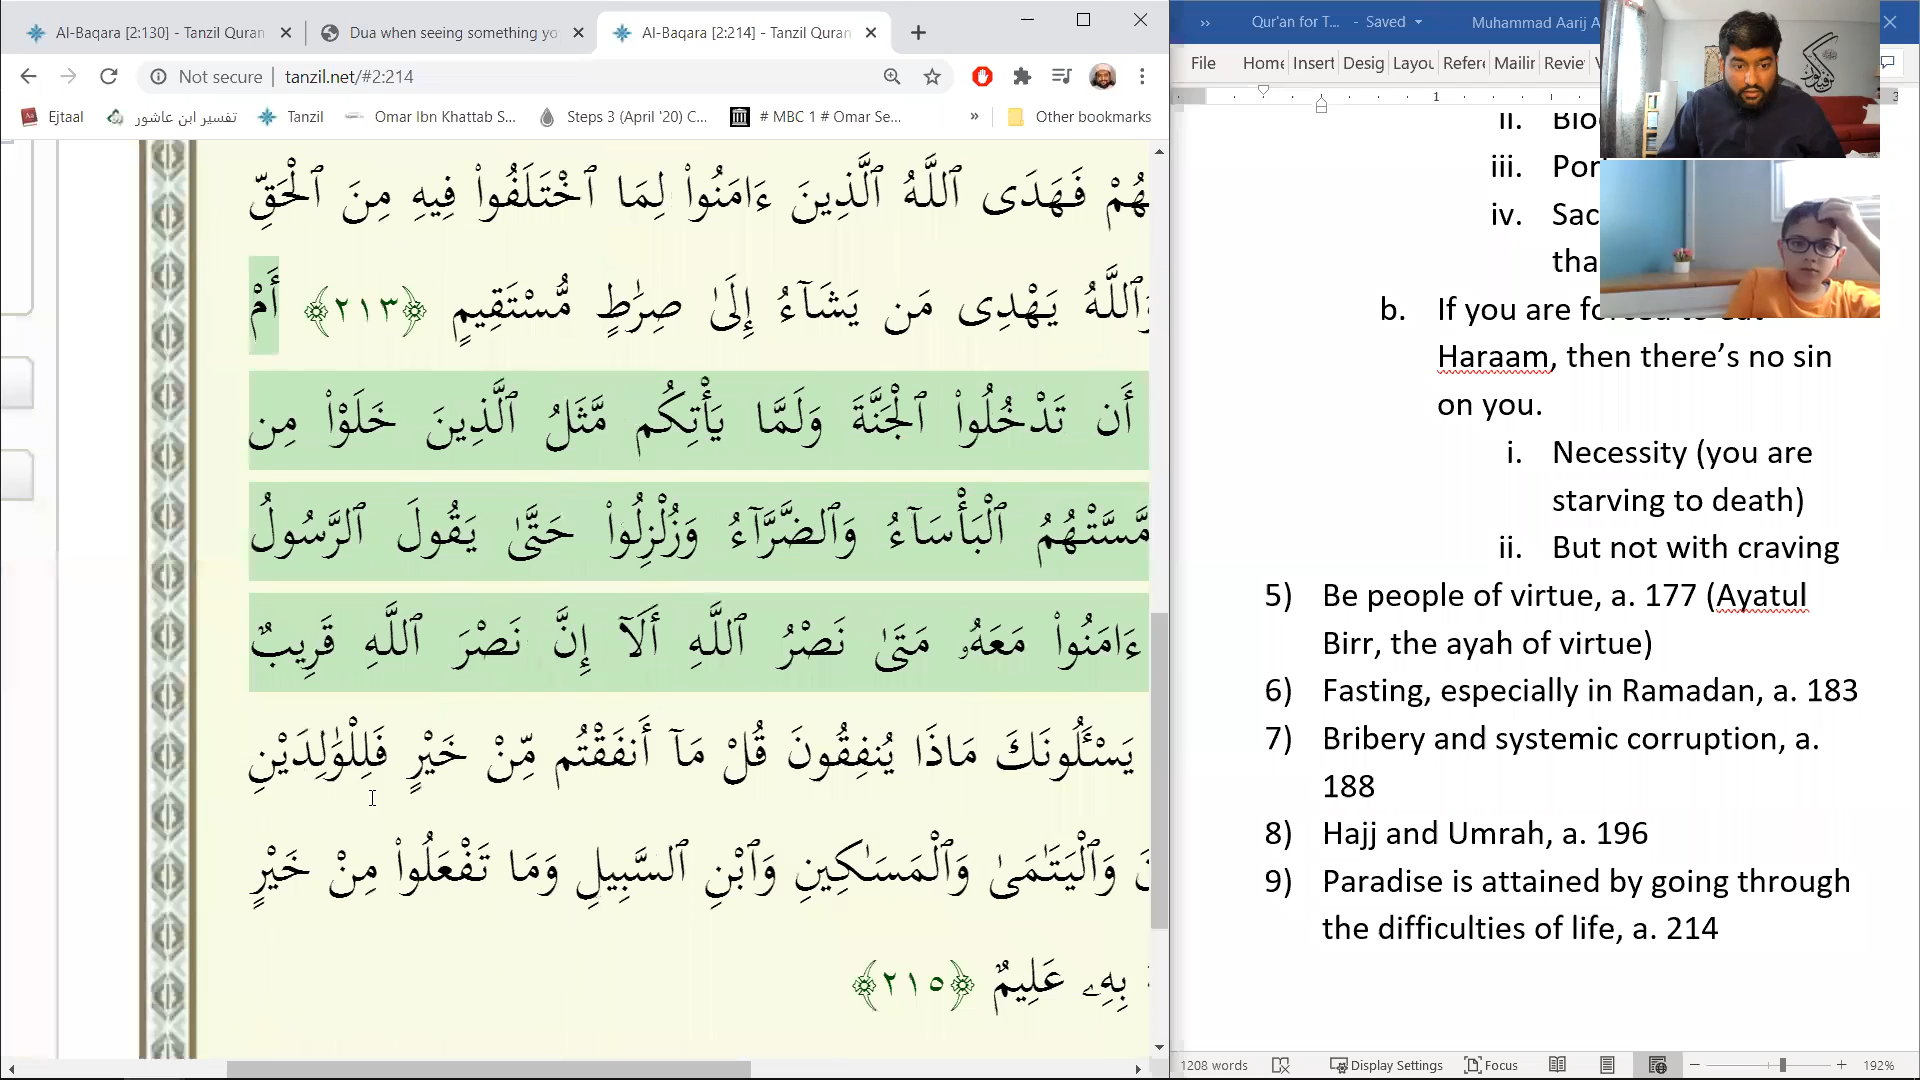 Al-Baqara [2:130] - Tanzil Quran
Dua when seeing something yo
Al-Baqara [2:214] - Tanzil Quran
Not secure | tanzil.net/#2:214
Ejtaal
تفسير ابن عاشور
Tanzil
Omar Ibn Khattab S...
Steps 3 (April '20) C...
# MBC 1 # Omar Se...
»
Other bookmarks
هُمْ فَهَدَى ٱللَّهُ ٱلَّذِينَ ءَامَنُوا۟ لِمَا ٱخْتَلَفُوا۟ فِيهِ مِنَ ٱلْحَقِّ
وَٱللَّهُ يَهْدِى مَن يَشَآءُ إِلَىٰ صِرَٰطٍ مُّسْتَقِيمٍ ﴿٢١٣﴾ أَمْ
أَن تَدْخُلُوا۟ ٱلْجَنَّةَ وَلَمَّا يَأْتِكُم مَّثَلُ ٱلَّذِينَ خَلَوْا۟ مِن
مَّسَّتْهُمُ ٱلْبَأْسَآءُ وَٱلضَّرَّآءُ وَزُلْزِلُوا۟ حَتَّىٰ يَقُولَ ٱلرَّسُولُ
ءَامَنُوا۟ مَعَهُۥ مَتَىٰ نَصْرُ ٱللَّهِ أَلَآ إِنَّ نَصْرَ ٱللَّهِ قَرِيبٌ
يَسْـَٔلُونَكَ مَاذَا يُنفِقُونَ قُلْ مَآ أَنفَقْتُم مِّنْ خَيْرٍ فَلِلْوَٰلِدَيْنِ
وَٱلْيَتَٰمَىٰ وَٱلْمَسَٰكِينِ وَٱبْنِ ٱلسَّبِيلِ وَمَا تَفْعَلُوا۟ مِنْ خَيْرٍ
بِهِۦ عَلِيمٌ ﴿٢١٥﴾
Qur'an for T... - Saved
Muhammad Aarij A
File Home Insert Desig Layou Refere Mailin Revie
1 3
ii. Blo
iii. Por
iv. Sac
tha
b. If you are forced to eat
Haraam, then there's no sin
on you.
i. Necessity (you are
starving to death)
ii. But not with craving
5) Be people of virtue, a. 177 (Ayatul
Birr, the ayah of virtue)
6) Fasting, especially in Ramadan, a. 183
7) Bribery and systemic corruption, a.
188
8) Hajj and Umrah, a. 196
9) Paradise is attained by going through
the difficulties of life, a. 214
1208 words
Display Settings
Focus
192%